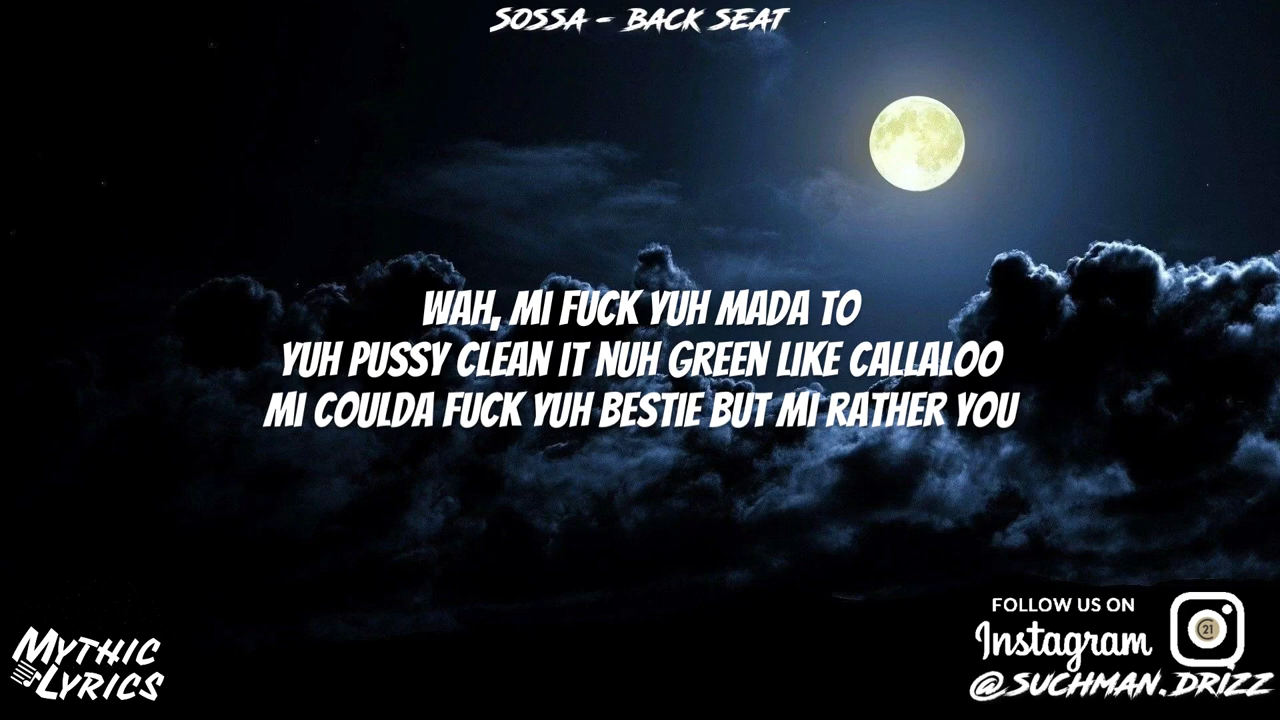 SOSSA - BACK SEAT
WAH, MI FUCK YUH MADA TO
YUH PUSSY CLEAN IT NUH GREEN LIKE CALLALOO
MI COULDA FUCK YUH BESTIE BUT MI RATHER YOU
FOLLOW US ON
Instagram
21
@SUCHMAN.DRIZZ
MYTHIC
LYRICS